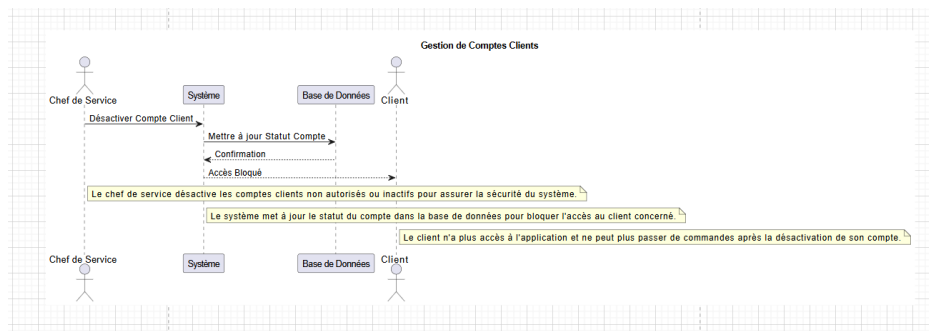 Gestion de Comptes Clients
Chef de Service
Système
Base de Données
Client
Désactiver Compte Client
Mettre à jour Statut Compte
Confirmation
Accès Bloqué
Le chef de service désactive les comptes clients non autorisés ou inactifs pour assurer la sécurité du système.
Le système met à jour le statut du compte dans la base de données pour bloquer l'accès au client concerné.
Le client n'a plus accès à l'application et ne peut plus passer de commandes après la désactivation de son compte.
Chef de Service
Système
Base de Données
Client